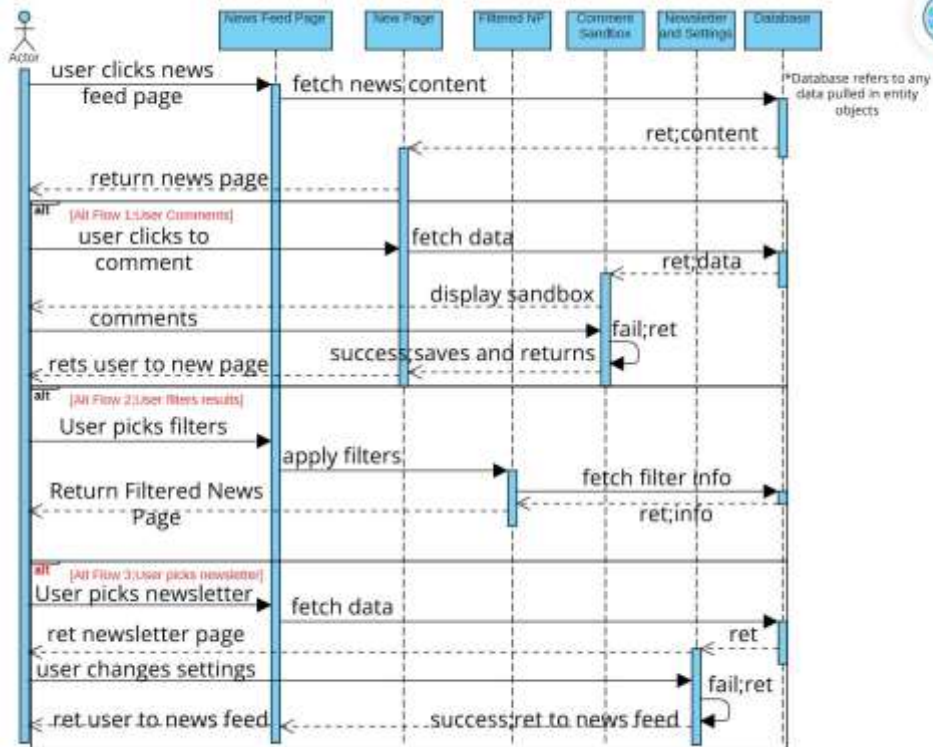 News Feed Page
New Page
Filtered NP
Comment
Sandbox
Newsletter
and Settings
Database
Actor
*Database refers to any
data pulled in entity
objects
user clicks news
feed page
fetch news content
ret;content
return news page
alt
[Alt Flow 1;User Comments]
user clicks to
comment
fetch data
ret;data
display sandbox
comments
fail;ret
success;saves and returns
rets user to new page
alt
[Alt Flow 2;User filters results]
User picks filters
apply filters
fetch filter info
Return Filtered News
Page
ret;info
alt
[Alt Flow 3;User picks newsletter]
User picks newsletter
fetch data
ret newsletter page
ret
user changes settings
fail;ret
ret user to news feed
success;ret to news feed